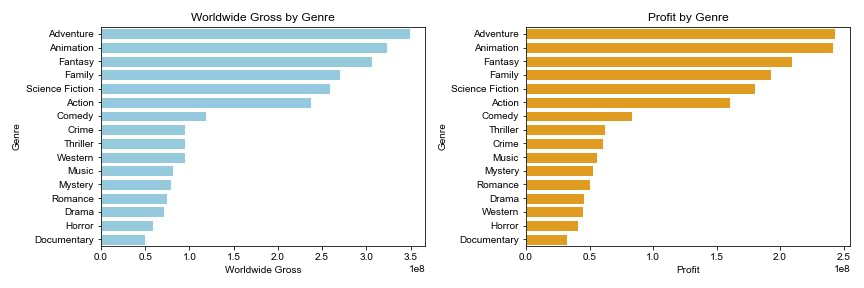 Worldwide Gross by Genre
Genre
Adventure
Animation
Fantasy
Family
Science Fiction
Action
Comedy
Crime
Thriller
Western
Music
Mystery
Romance
Drama
Horror
Documentary
0.0 0.5 1.0 1.5 2.0 2.5 3.0 3.5
1e8
Worldwide Gross
Profit by Genre
Genre
Adventure
Animation
Fantasy
Family
Science Fiction
Action
Comedy
Thriller
Crime
Music
Mystery
Romance
Drama
Western
Horror
Documentary
0.0 0.5 1.0 1.5 2.0 2.5
1e8
Profit